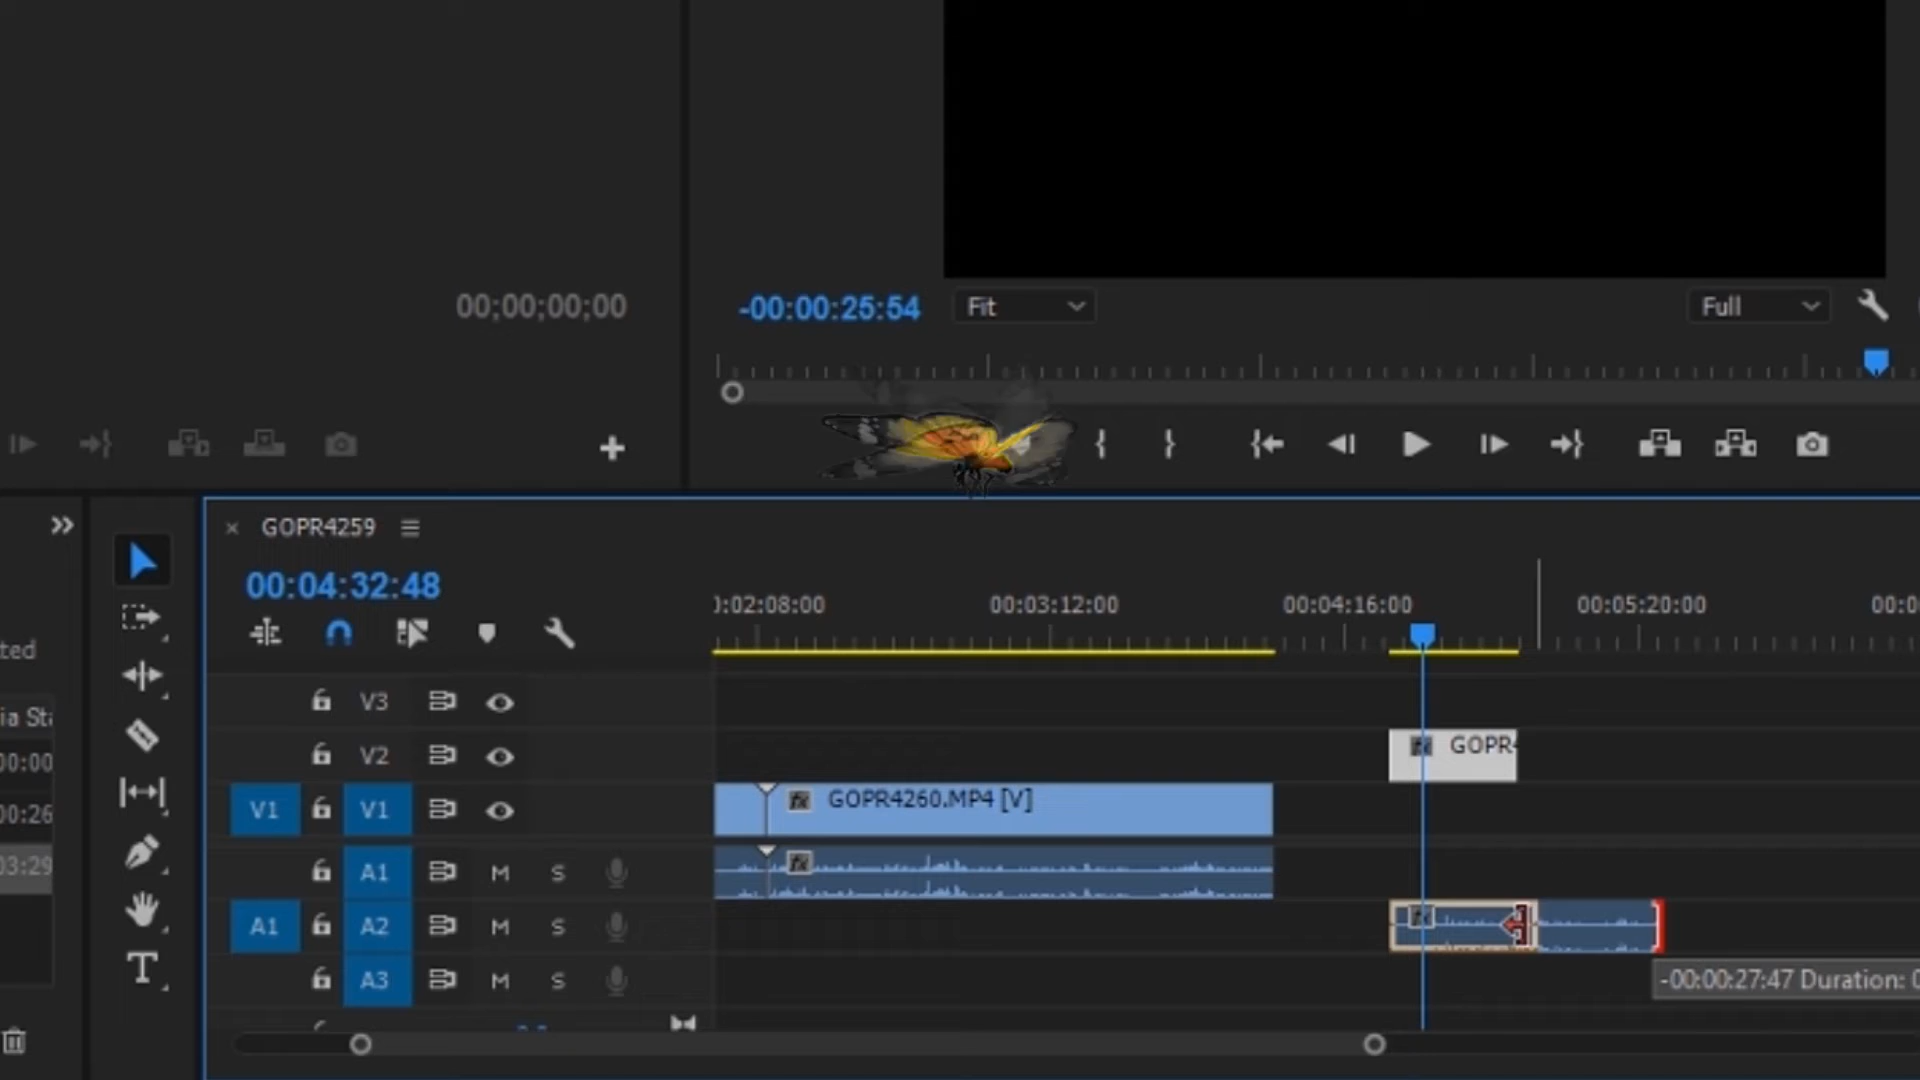 00;00;00;00
-00:00:25:54
Fit
Full
GOPR4259
00:04:32:48
ted
ia Sta
00:00
00:26
03:29
):02:08:00
00:03:12:00
00:04:16:00
00:05:20:00
00:0
V3
V2
GOPR4
V1
V1
GOPR4260.MP4 [V]
fx
fx
A1
M
S
A1
A2
M
S
A3
M
S
-00:00:27:47 Duration: 0
T